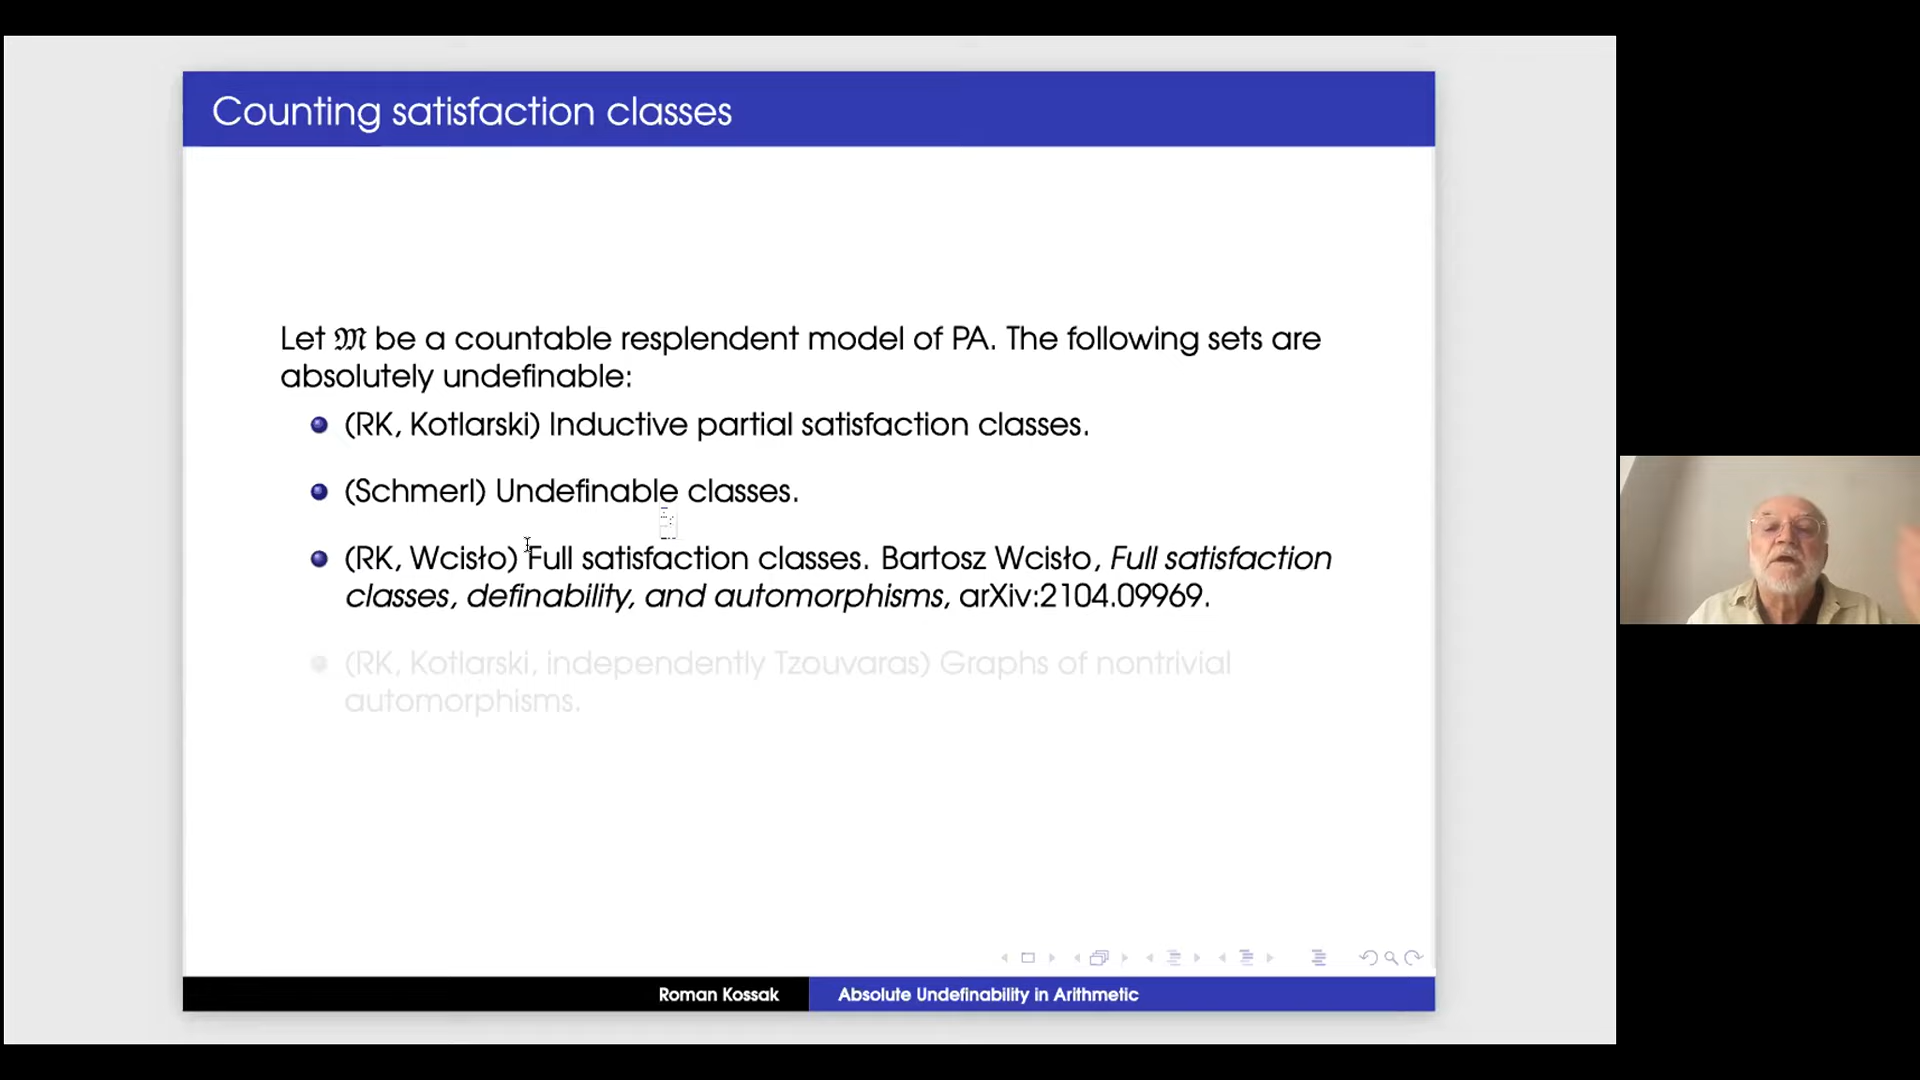 Counting satisfaction classes
Let 𝔐 be a countable resplendent model of PA. The following sets are
absolutely undefinable:
(RK, Kotlarski) Inductive partial satisfaction classes.
(Schmerl) Undefinable classes.
(RK, Wcisło) Full satisfaction classes. Bartosz Wcisło, Full satisfaction
classes, definability, and automorphisms, arXiv:2104.09969.
(RK, Kotlarski, independently Tzouvaras) Graphs of nontrivial
automorphisms.
Roman Kossak
Absolute Undefinability in Arithmetic